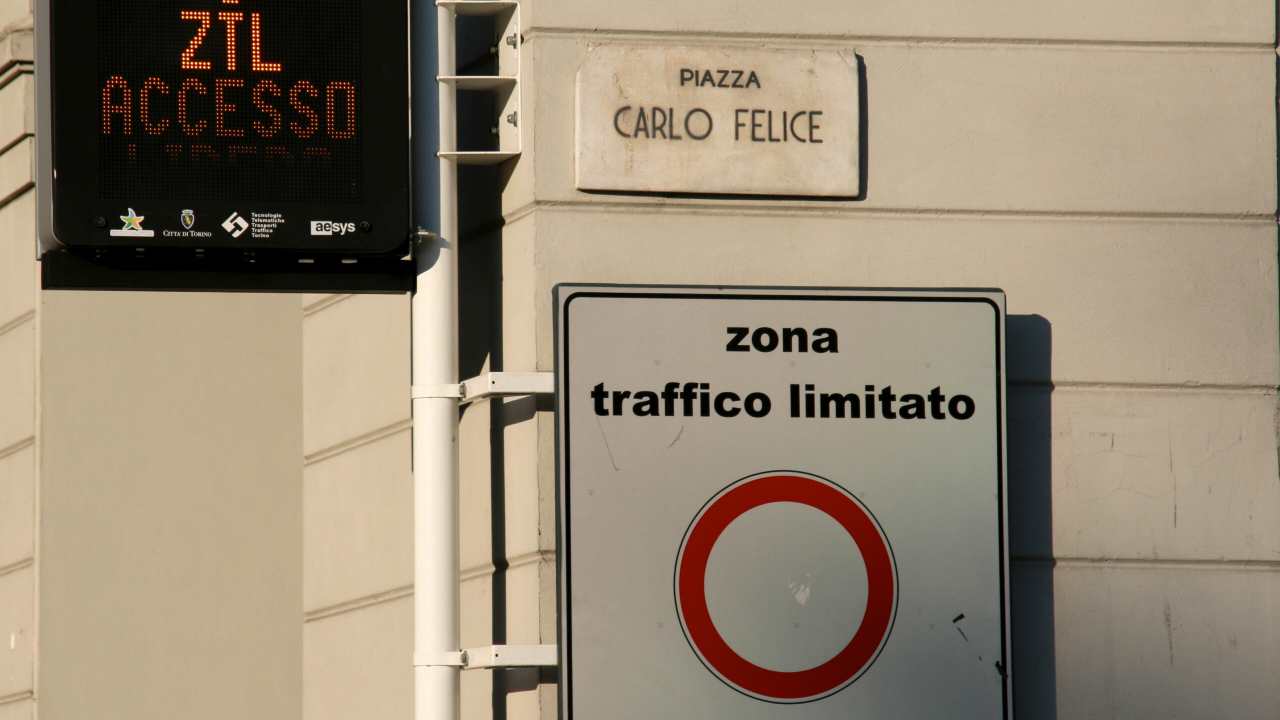 ZTL
ACCESSO
CITTÀ DI TORINO
Tecnologie
Telematiche
Trasporti
Traffico
Torino
aesys
PIAZZA
CARLO FELICE
zona
traffico limitato